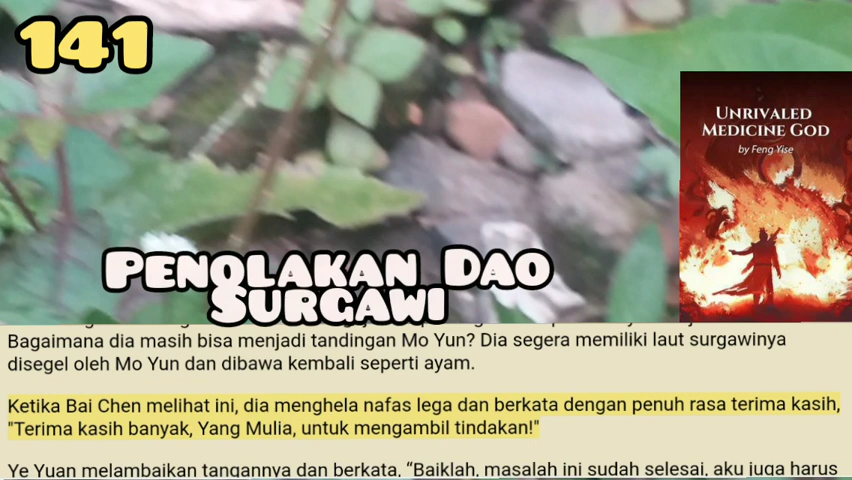 141
UNRIVALED
MEDICINE GOD
by Feng Yise
PENOLAKAN DAO
SURGAWI
Bagaimana dia masih bisa menjadi tandingan Mo Yun? Dia segera memiliki laut surgawinya
disegel oleh Mo Yun dan dibawa kembali seperti ayam.
Ketika Bai Chen melihat ini, dia menghela nafas lega dan berkata dengan penuh rasa terima kasih,
"Terima kasih banyak, Yang Mulia, untuk mengambil tindakan!"
Ye Yuan melambaikan tangannya dan berkata, “Baiklah, masalah ini sudah selesai, aku juga harus